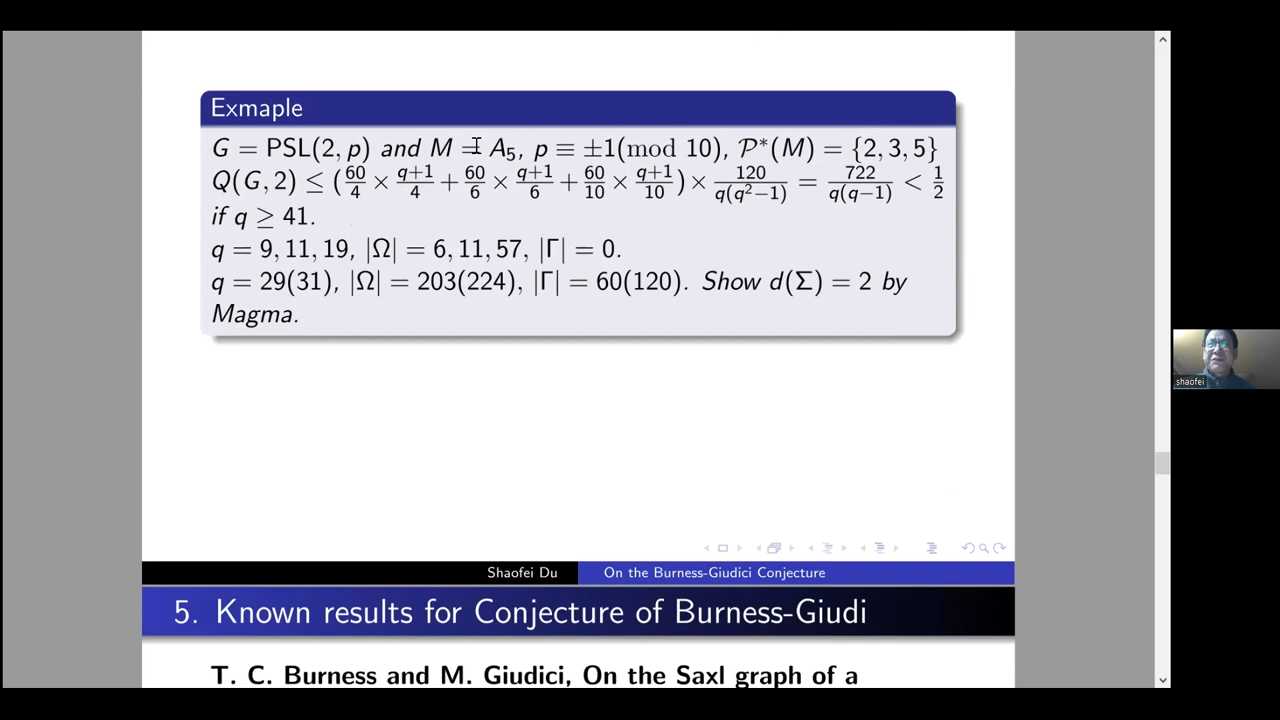 Exmaple
G = PSL(2, p) and M = A₅, p ≡ ±1(mod 10), 𝒫*(M) = {2, 3, 5}
Q(G, 2) ≤ (60/4 × (q+1)/4 + 60/6 × (q+1)/6 + 60/10 × (q+1)/10) × 120/(q(q²−1)) = 722/(q(q−1)) < 1/2
if q ≥ 41.
q = 9, 11, 19, |Ω| = 6, 11, 57, |Γ| = 0.
q = 29(31), |Ω| = 203(224), |Γ| = 60(120). Show d(Σ) = 2 by
Magma.
shaofei
Shaofei Du On the Burness-Giudici Conjecture
5. Known results for Conjecture of Burness-Giudi
T. C. Burness and M. Giudici, On the Saxl graph of a